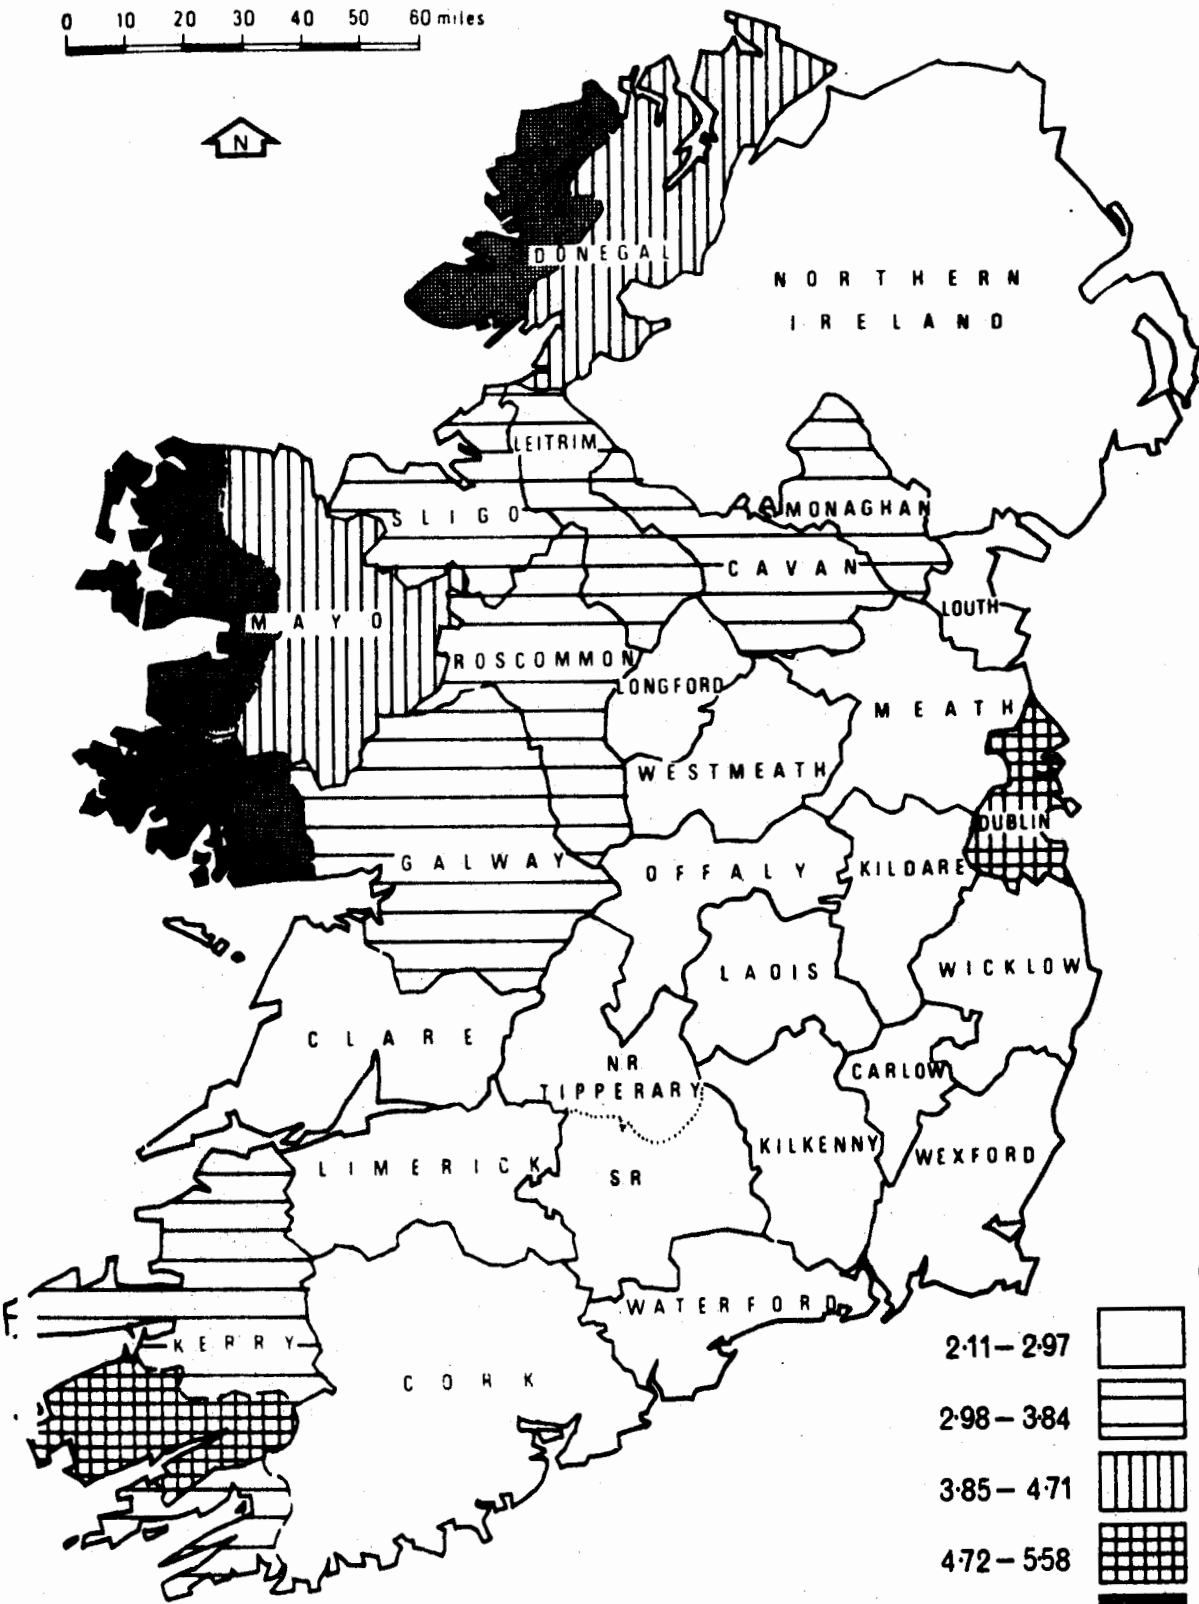 0 10 20 30 40 50 60 miles
N
DONEGAL
NORTHERN
IRELAND
LEITRIM
SLIGO
MONAGHAN
CAVAN
LOUTH
MAYO
ROSCOMMON
LONGFORD
MEATH
WESTMEATH
DUBLIN
GALWAY
OFFALY
KILDARE
LAOIS
WICKLOW
CLARE
N.R.
TIPPERARY
CARLOW
KILKENNY
WEXFORD
LIMERICK
SR
WATERFORD
KERRY
CORK
2·11 – 2·97
2·98 – 3·84
3·85 – 4·71
4·72 – 5·58